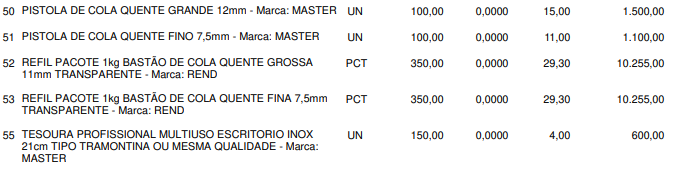 50 PISTOLA DE COLA QUENTE GRANDE 12mm - Marca: MASTER UN 100,00 0,0000 15,00 1.500,00
51 PISTOLA DE COLA QUENTE FINO 7,5mm - Marca: MASTER UN 100,00 0,0000 11,00 1.100,00
52 REFIL PACOTE 1kg BASTÃO DE COLA QUENTE GROSSA PCT 350,00 0,0000 29,30 10.255,00
11mm TRANSPARENTE - Marca: REND
53 REFIL PACOTE 1kg BASTÃO DE COLA QUENTE FINA 7,5mm PCT 350,00 0,0000 29,30 10.255,00
TRANSPARENTE - Marca: REND
55 TESOURA PROFISSIONAL MULTIUSO ESCRITORIO INOX UN 150,00 0,0000 4,00 600,00
21cm TIPO TRAMONTINA OU MESMA QUALIDADE - Marca:
MASTER